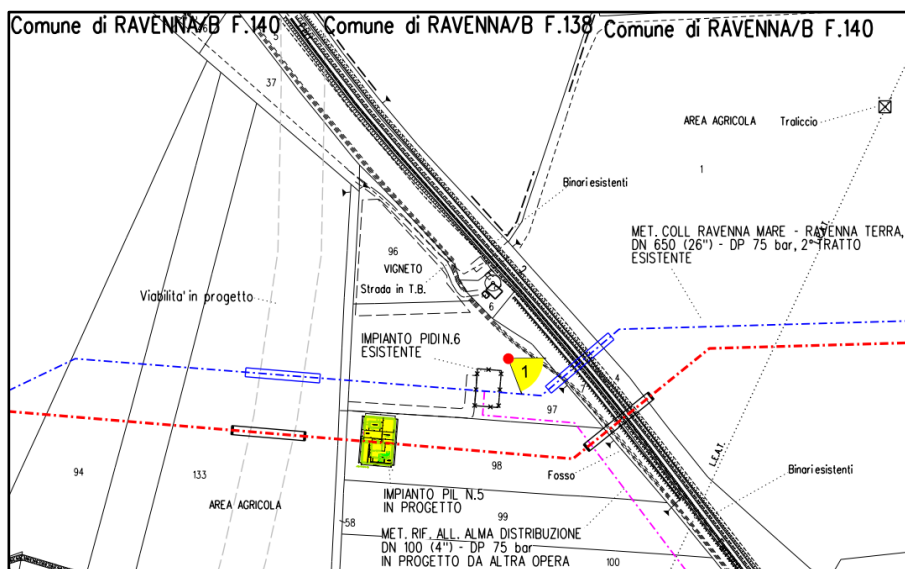 Comune di RAVENNA/B F.140
Comune di RAVENNA/B F.138
Comune di RAVENNA/B F.140
37
AREA AGRICOLA
Traliccio
1
Binari esistenti
MET. COLL RAVENNA MARE - RAVENNA TERRA,
DN 650 (26") - DP 75 bar, 2° TRATTO
ESISTENTE
96
VIGNETO
Strada in T.B.
2
6
Viabilita' in progetto
IMPIANTO PIDI N.6
ESISTENTE
1
4
7
97
94
133
AREA AGRICOLA
98
Fosso
I.E.A.T.
Binari esistenti
IMPIANTO PIL N.5
IN PROGETTO
99
58
MET. RIF. ALL. ALMA DISTRIBUZIONE
DN 100 (4") - DP 75 bar
IN PROGETTO DA ALTRA OPERA
100